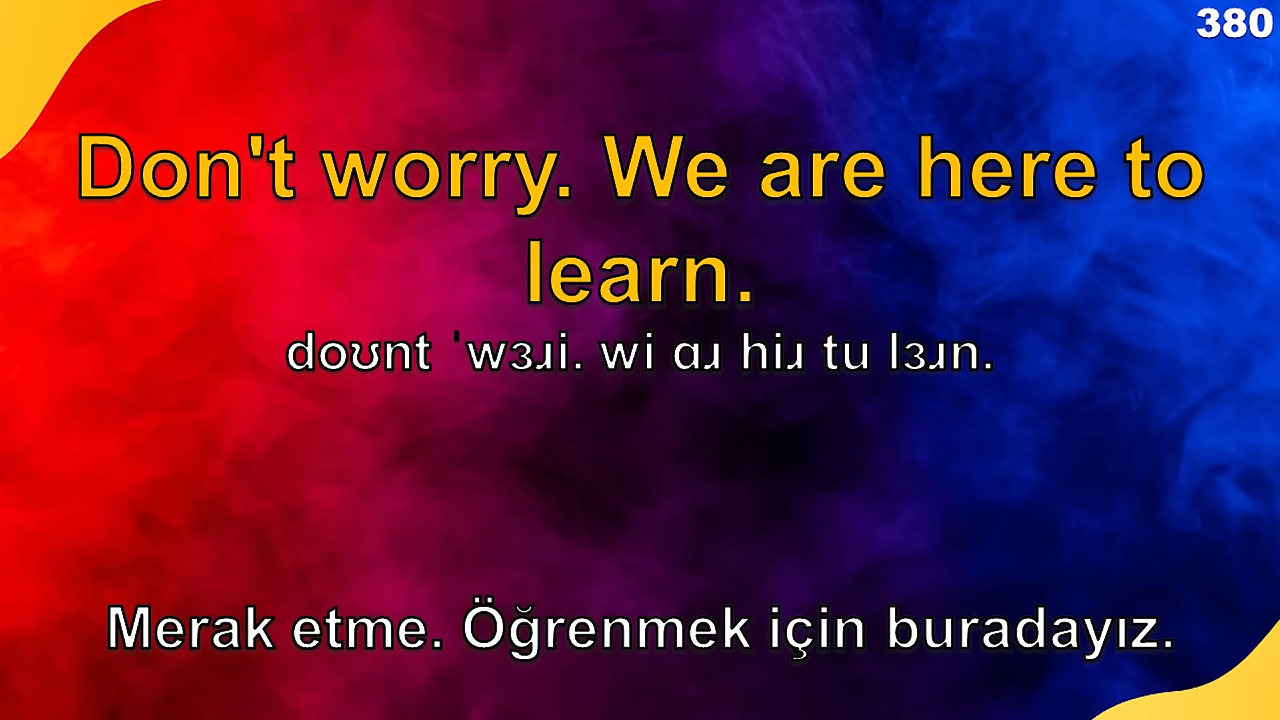 380
Don't worry. We are here to
learn.
doʊnt ˈwɜɹi. wi ɑɹ hiɹ tu lɜɹn.
Merak etme. Öğrenmek için buradayız.